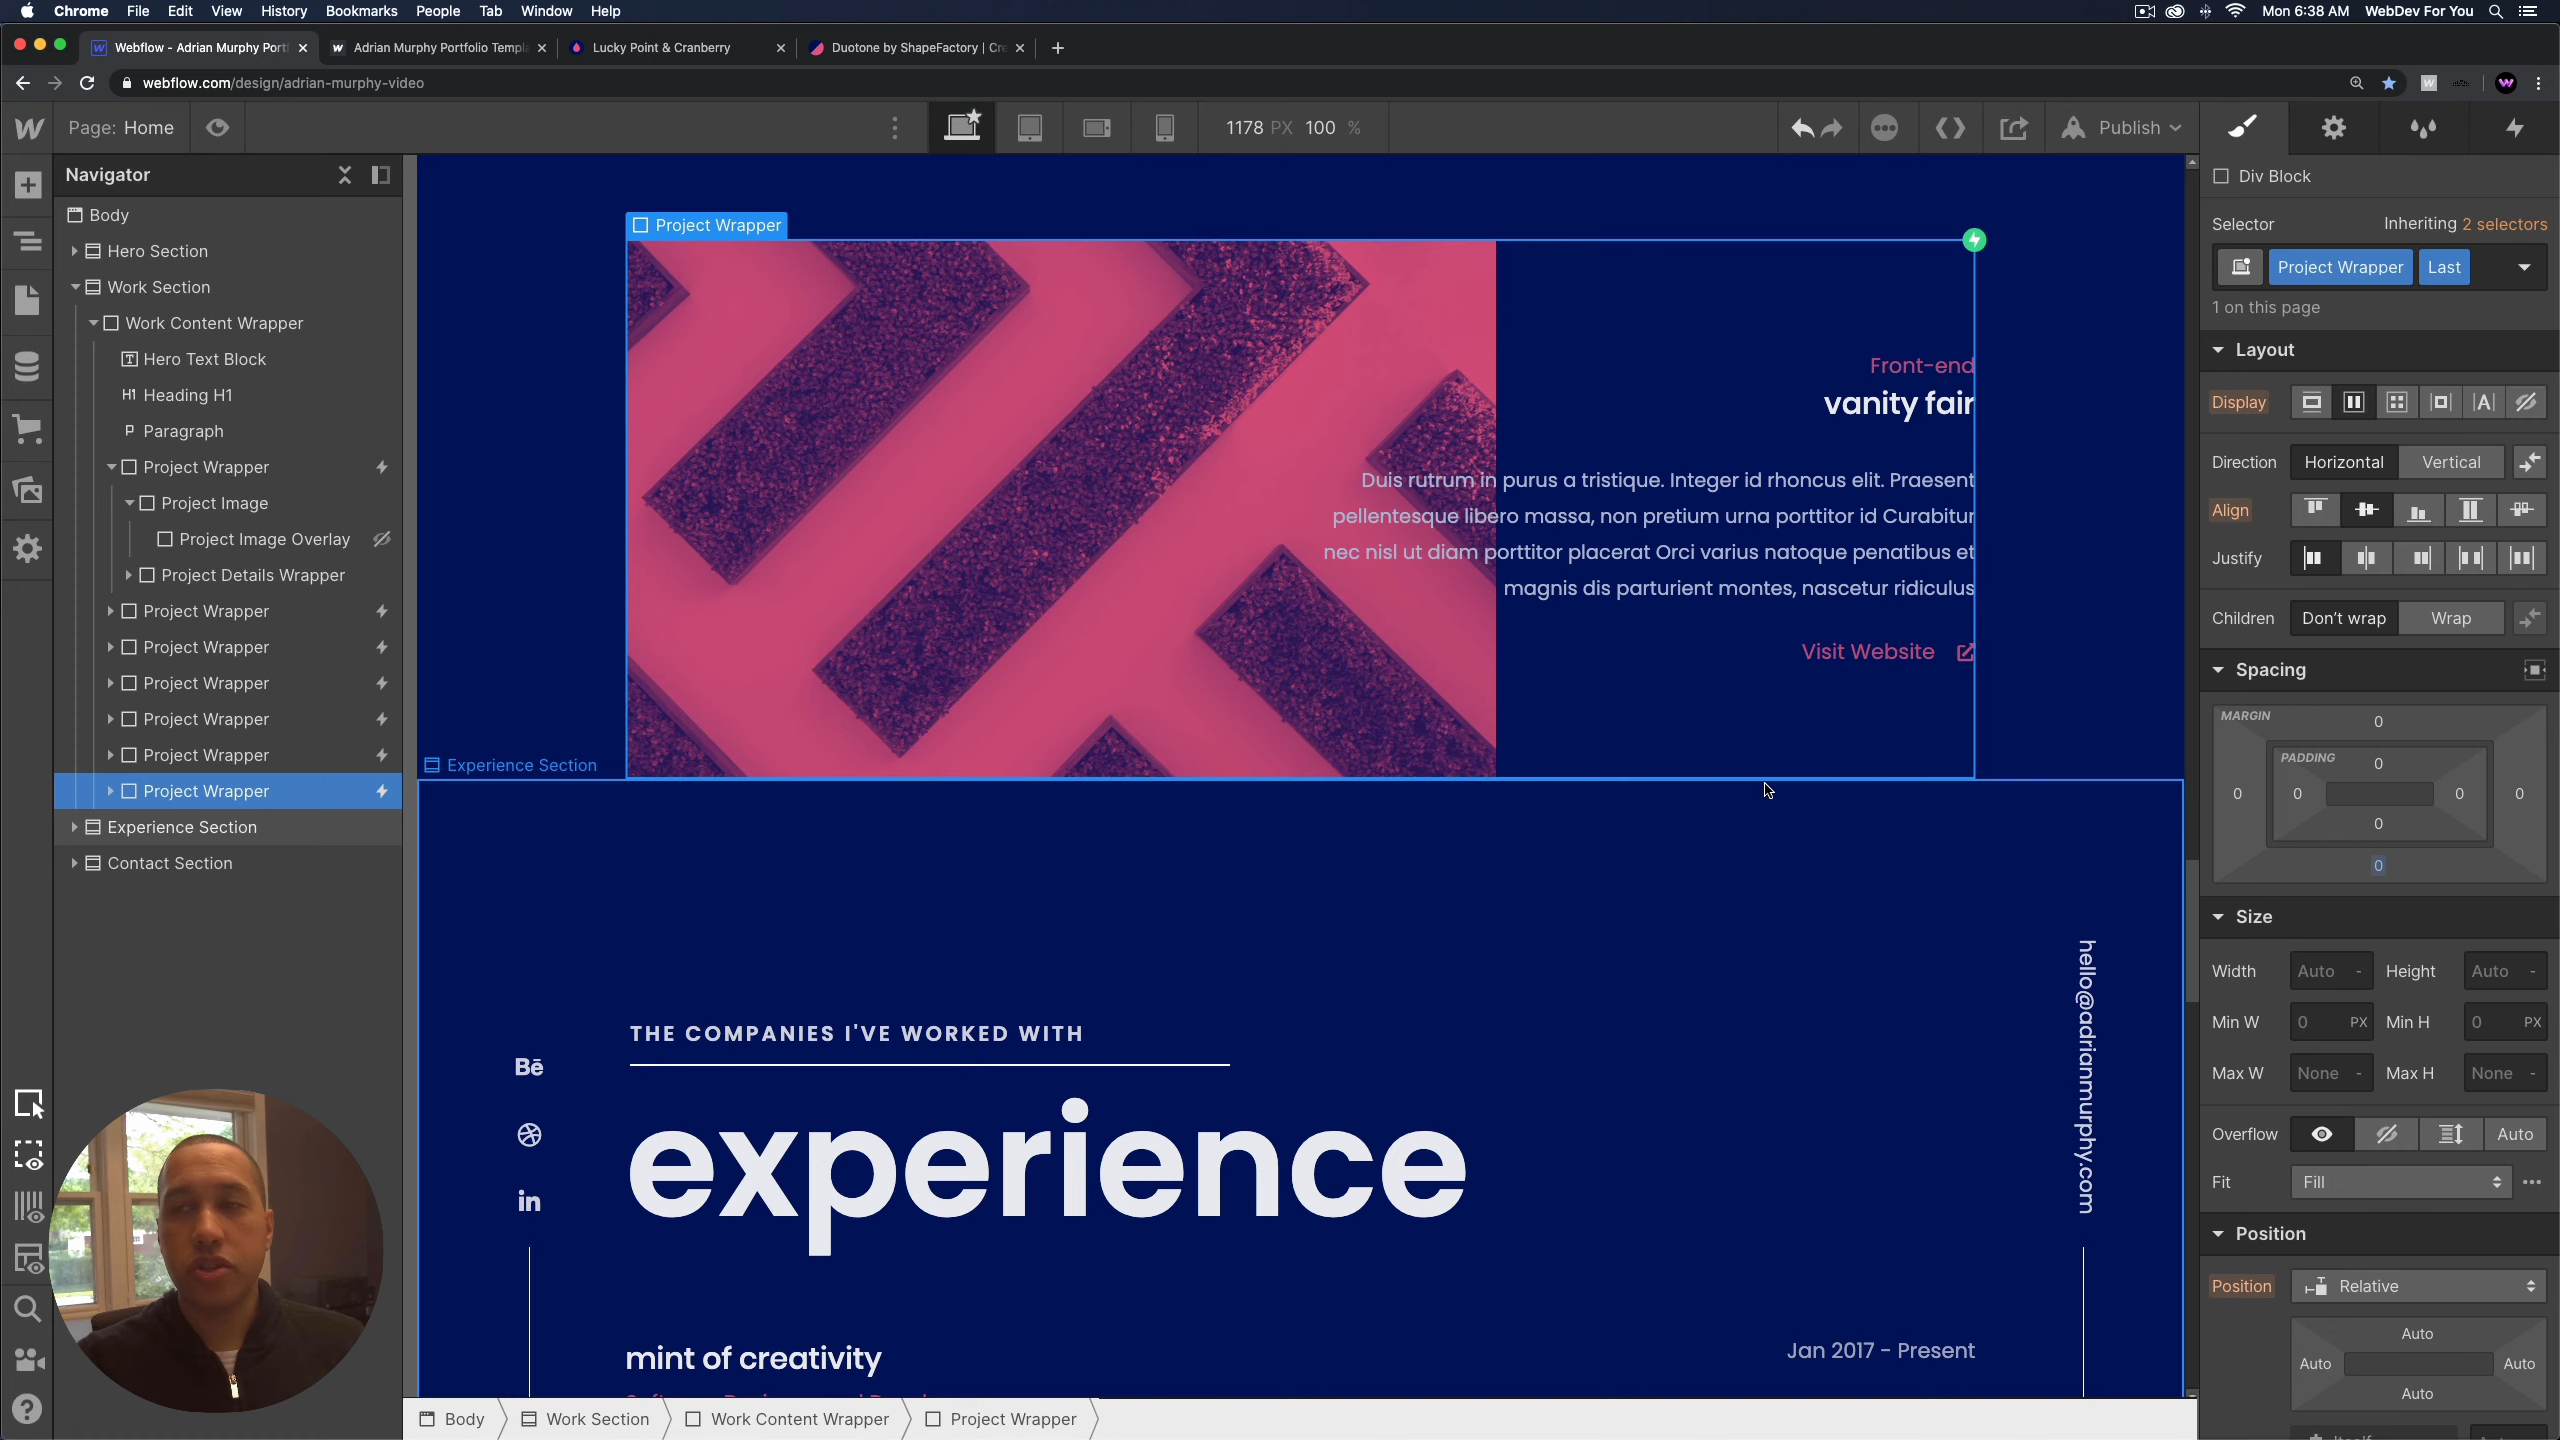 Chrome File Edit View History Bookmarks People Tab Window Help
Mon 6:38 AM WebDev For You
Webflow - Adrian Murphy Portf
Adrian Murphy Portfolio Templ
Lucky Point & Cranberry
Duotone by ShapeFactory | Cre
webflow.com/design/adrian-murphy-video
Page: Home
1178 PX 100 %
Publish
Navigator
Body
Hero Section
Work Section
Work Content Wrapper
Hero Text Block
H1 Heading H1
P Paragraph
Project Wrapper
Project Image
Project Image Overlay
Project Details Wrapper
Project Wrapper
Project Wrapper
Project Wrapper
Project Wrapper
Project Wrapper
Project Wrapper
Experience Section
Contact Section
Project Wrapper
Front-end
vanity fair
Duis rutrum in purus a tristique. Integer id rhoncus elit. Praesent
pellentesque libero massa, non pretium urna porttitor id Curabitur
nec nisl ut diam porttitor placerat Orci varius natoque penatibus et
magnis dis parturient montes, nascetur ridiculus
Visit Website
Experience Section
THE COMPANIES I'VE WORKED WITH
Bē
in
experience
hello@adrianmurphy.com
mint of creativity
Jan 2017 - Present
Body Work Section Work Content Wrapper Project Wrapper
Div Block
Selector Inheriting 2 selectors
Project Wrapper Last
1 on this page
Layout
Display
Direction Horizontal Vertical
Align
Justify
Children Don't wrap Wrap
Spacing
MARGIN 0
PADDING 0
0 0 0 0
0
0
Size
Width Auto - Height Auto -
Min W 0 PX Min H 0 PX
Max W None - Max H None -
Overflow Auto
Fit Fill
Position
Position Relative
Auto
Auto Auto
Auto